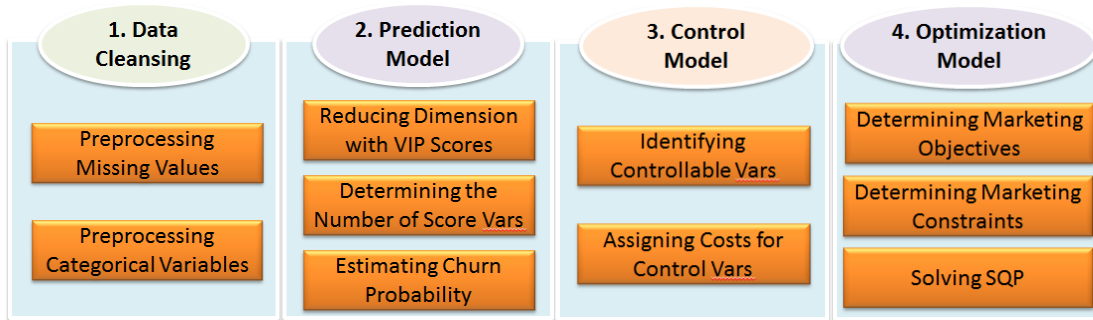 1. Data
Cleansing
Preprocessing
Missing Values
Preprocessing
Categorical Variables
2. Prediction
Model
Reducing Dimension
with VIP Scores
Determining the
Number of Score Vars
Estimating Churn
Probability
3. Control
Model
Identifying
Controllable Vars
Assigning Costs for
Control Vars
4. Optimization
Model
Determining Marketing
Objectives
Determining Marketing
Constraints
Solving SQP